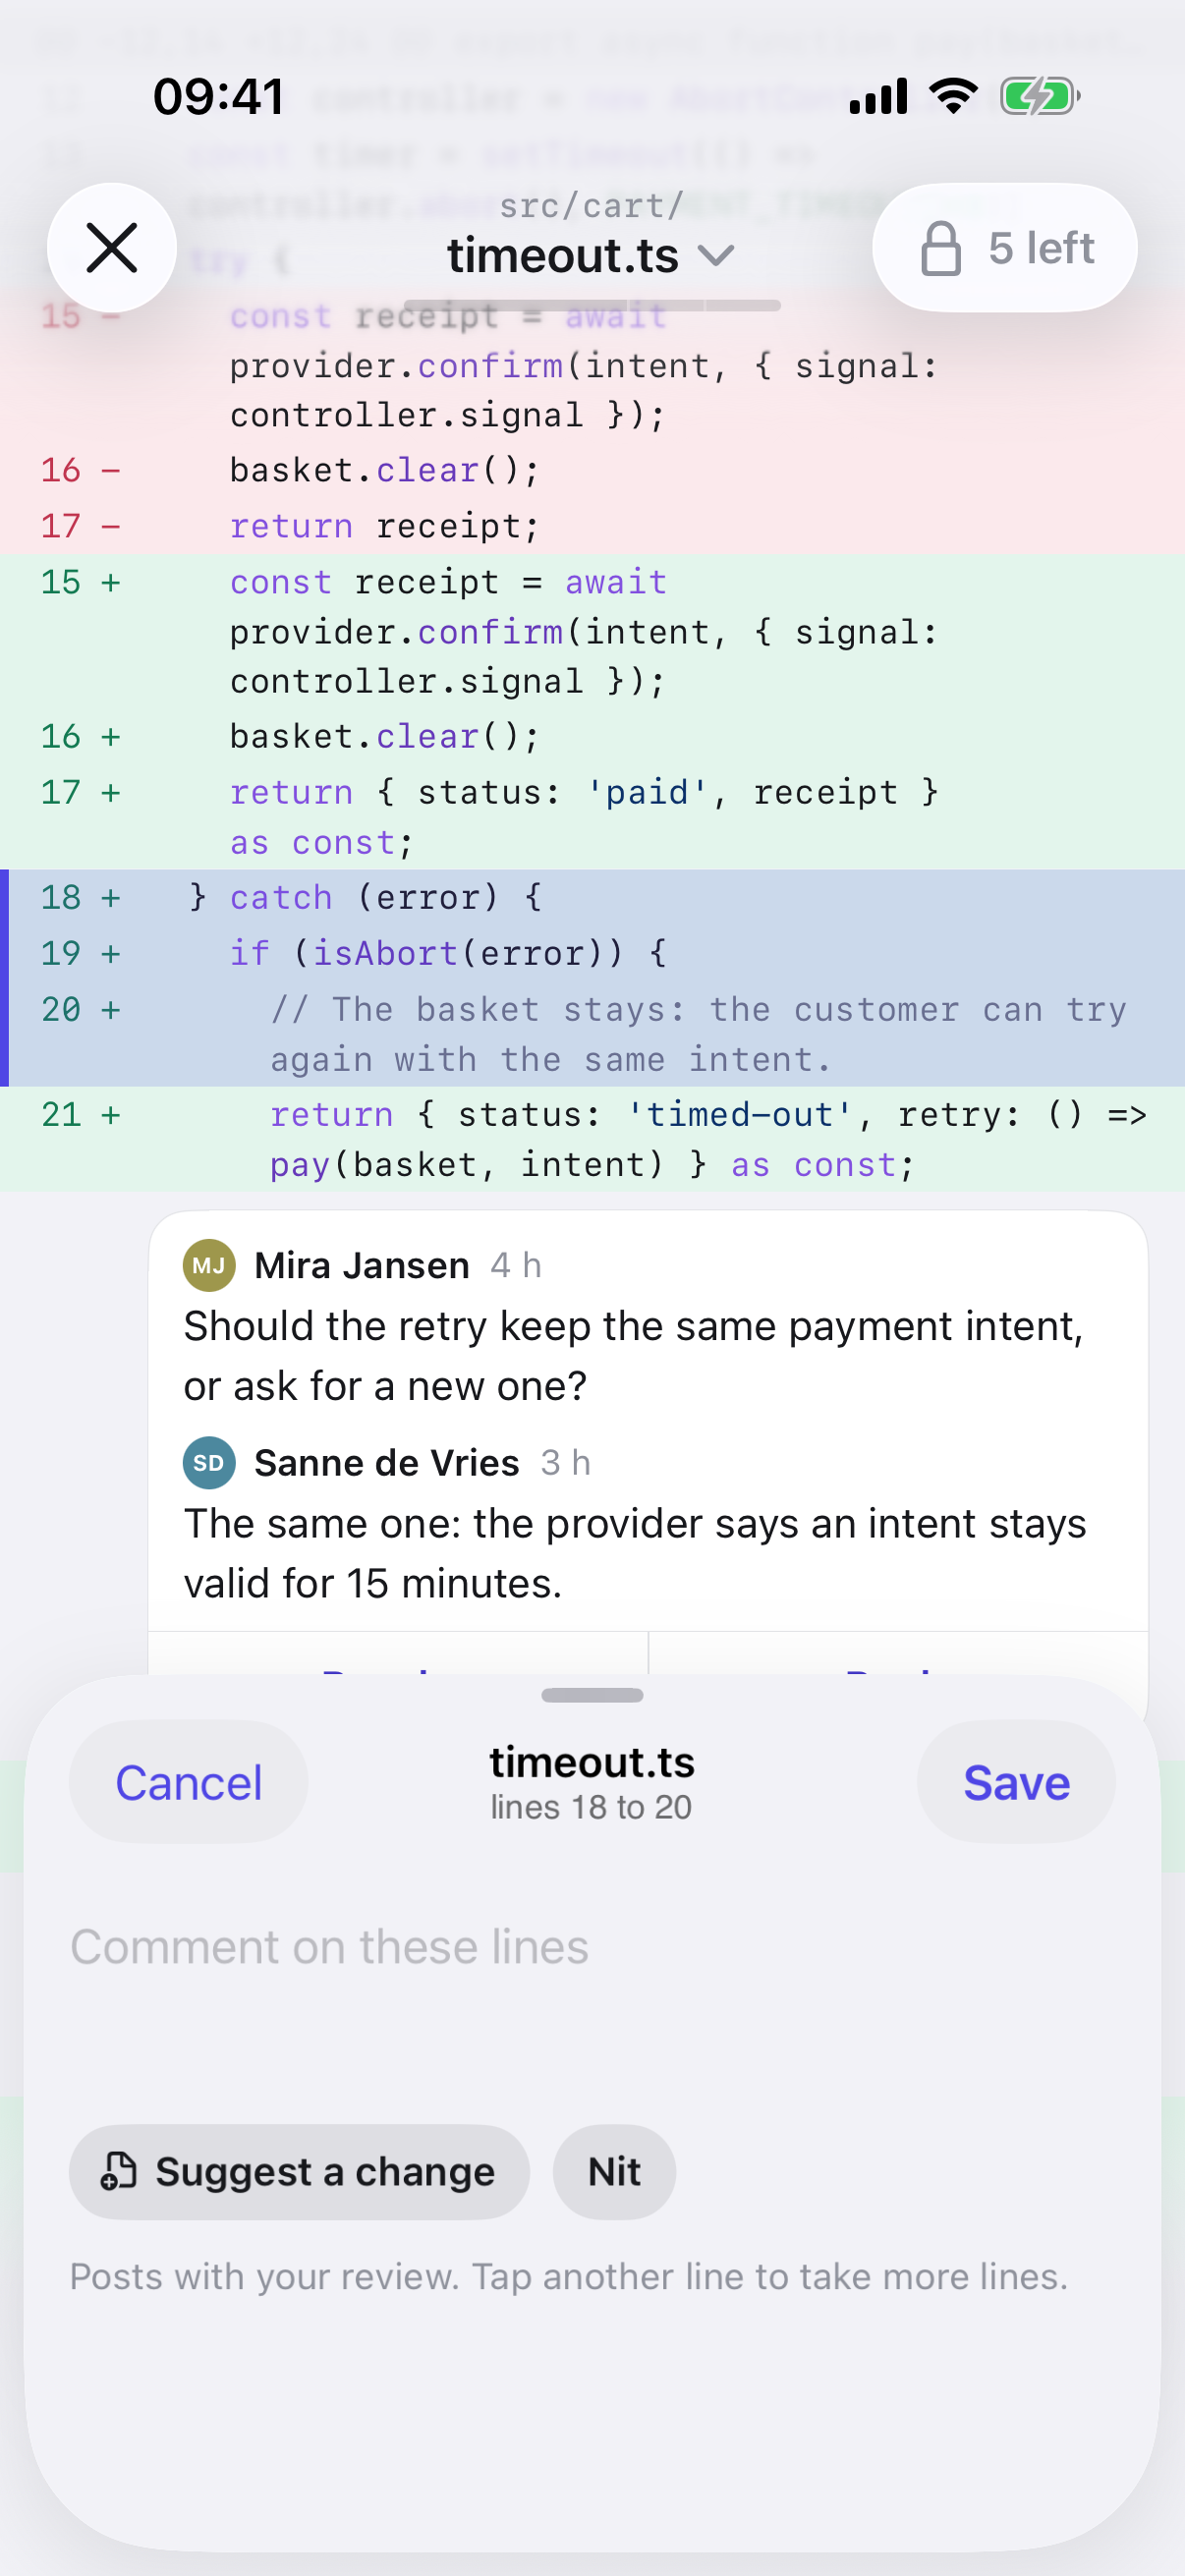 09:41
src/cart/
timeout.ts
5 left
try {
15 − const receipt = await
provider.confirm(intent, { signal:
controller.signal });
16 − basket.clear();
17 − return receipt;
15 + const receipt = await
provider.confirm(intent, { signal:
controller.signal });
16 + basket.clear();
17 + return { status: 'paid', receipt }
as const;
18 + } catch (error) {
19 + if (isAbort(error)) {
20 + // The basket stays: the customer can try
again with the same intent.
21 + return { status: 'timed-out', retry: () =>
pay(basket, intent) } as const;
MJ Mira Jansen 4 h
Should the retry keep the same payment intent,
or ask for a new one?
SD Sanne de Vries 3 h
The same one: the provider says an intent stays
valid for 15 minutes.
Cancel
timeout.ts
lines 18 to 20
Save
Comment on these lines
Suggest a change
Nit
Posts with your review. Tap another line to take more lines.